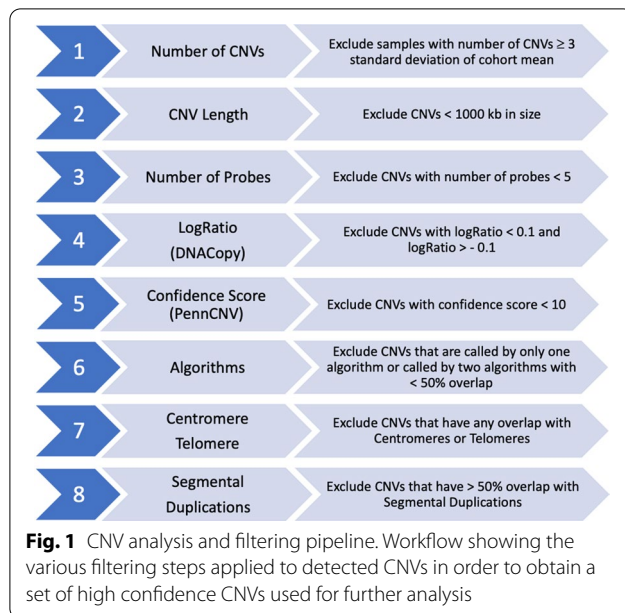 1
Number of CNVs
Exclude samples with number of CNVs ≥ 3
standard deviation of cohort mean
2
CNV Length
Exclude CNVs < 1000 kb in size
3
Number of Probes
Exclude CNVs with number of probes < 5
4
LogRatio
(DNACopy)
Exclude CNVs with logRatio < 0.1 and
logRatio > - 0.1
5
Confidence Score
(PennCNV)
Exclude CNVs with confidence score < 10
6
Algorithms
Exclude CNVs that are called by only one
algorithm or called by two algorithms with
< 50% overlap
7
Centromere
Telomere
Exclude CNVs that have any overlap with
Centromeres or Telomeres
8
Segmental
Duplications
Exclude CNVs that have > 50% overlap with
Segmental Duplications
Fig. 1 CNV analysis and filtering pipeline. Workflow showing the
various filtering steps applied to detected CNVs in order to obtain a
set of high confidence CNVs used for further analysis